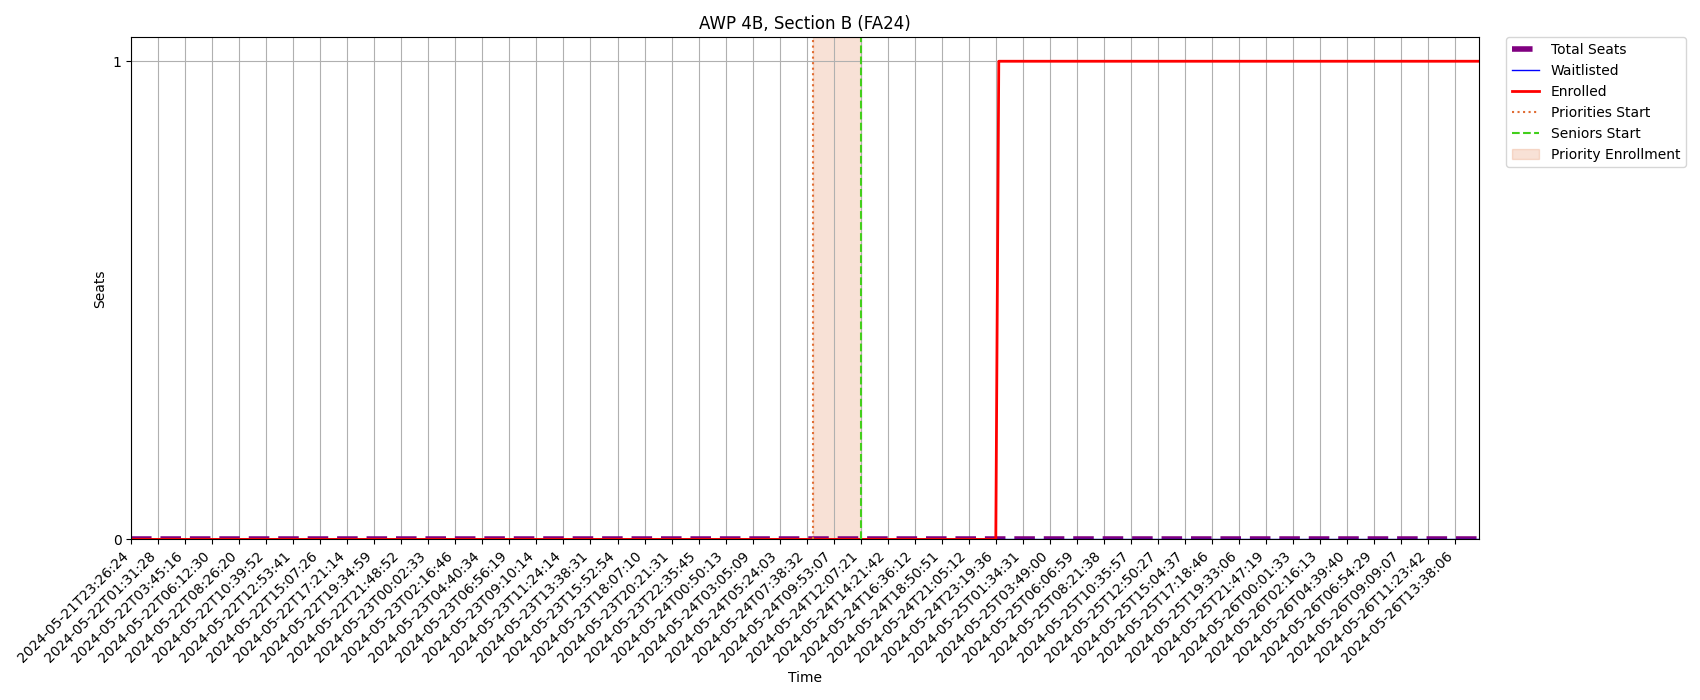 AWP 4B, Section B (FA24)
Total Seats
Waitlisted
Enrolled
Priorities Start
Seniors Start
Priority Enrollment
1
Seats
0
2024-05-21T23:26:24
2024-05-22T01:31:28
2024-05-22T03:45:16
2024-05-22T06:12:30
2024-05-22T08:26:20
2024-05-22T10:39:52
2024-05-22T12:53:41
2024-05-22T15:07:26
2024-05-22T17:21:14
2024-05-22T19:34:59
2024-05-22T21:48:52
2024-05-23T00:02:33
2024-05-23T02:16:46
2024-05-23T04:40:34
2024-05-23T06:56:19
2024-05-23T09:10:14
2024-05-23T11:24:14
2024-05-23T13:38:31
2024-05-23T15:52:54
2024-05-23T18:07:10
2024-05-23T20:21:31
2024-05-23T22:35:45
2024-05-24T00:50:13
2024-05-24T03:05:09
2024-05-24T05:24:03
2024-05-24T07:38:32
2024-05-24T09:53:07
2024-05-24T12:07:21
2024-05-24T14:21:42
2024-05-24T16:36:12
2024-05-24T18:50:51
2024-05-24T21:05:12
2024-05-24T23:19:36
2024-05-25T01:34:31
2024-05-25T03:49:00
2024-05-25T06:06:59
2024-05-25T08:21:38
2024-05-25T10:35:57
2024-05-25T12:50:27
2024-05-25T15:04:37
2024-05-25T17:18:46
2024-05-25T19:33:06
2024-05-25T21:47:19
2024-05-26T00:01:33
2024-05-26T02:16:13
2024-05-26T04:39:40
2024-05-26T06:54:29
2024-05-26T09:09:07
2024-05-26T11:23:42
2024-05-26T13:38:06
Time